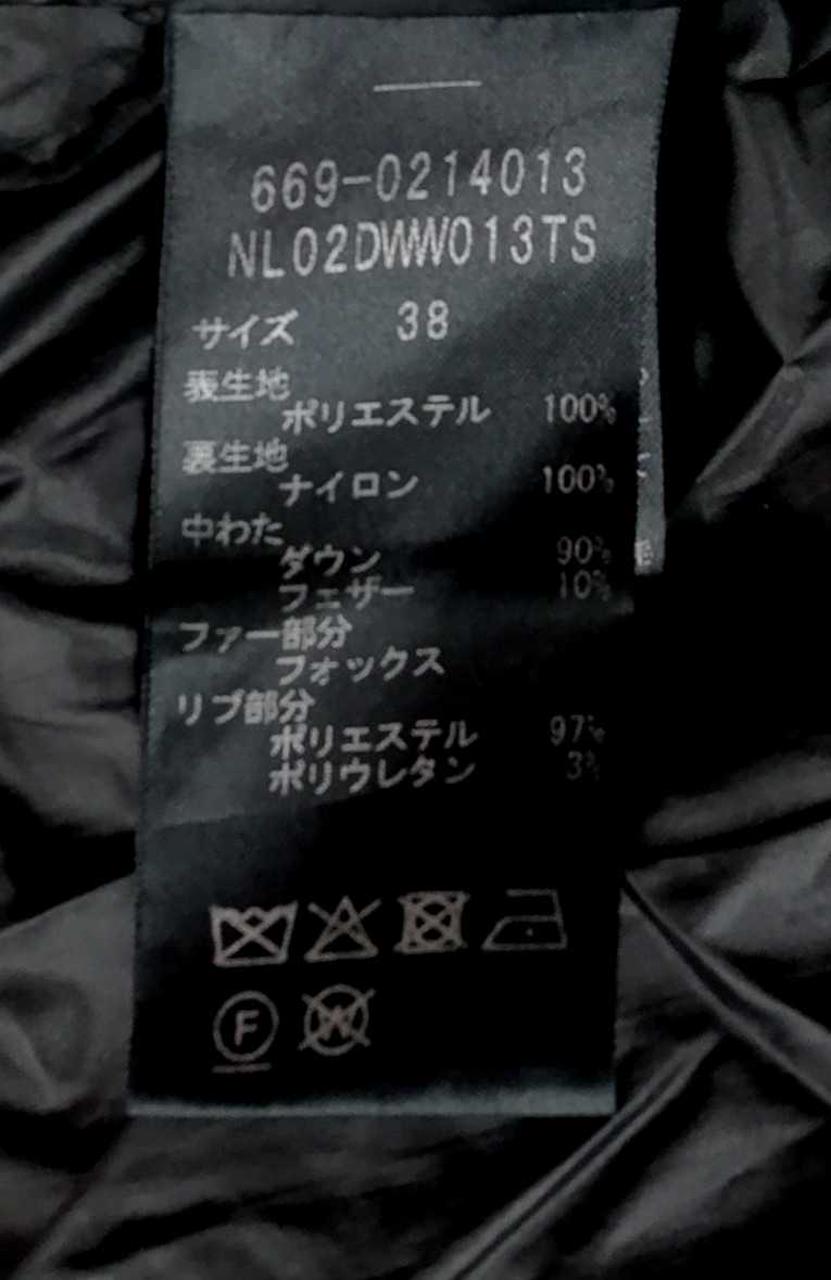 669-0214013
NL02DWW013TS
サイズ 38
表生地
ポリエステル 100%
裏生地
ナイロン 100%
中わた
ダウン 90%
フェザー 10%
ファー部分
フォックス
リブ部分
ポリエステル 97%
ポリウレタン 3%
F
W